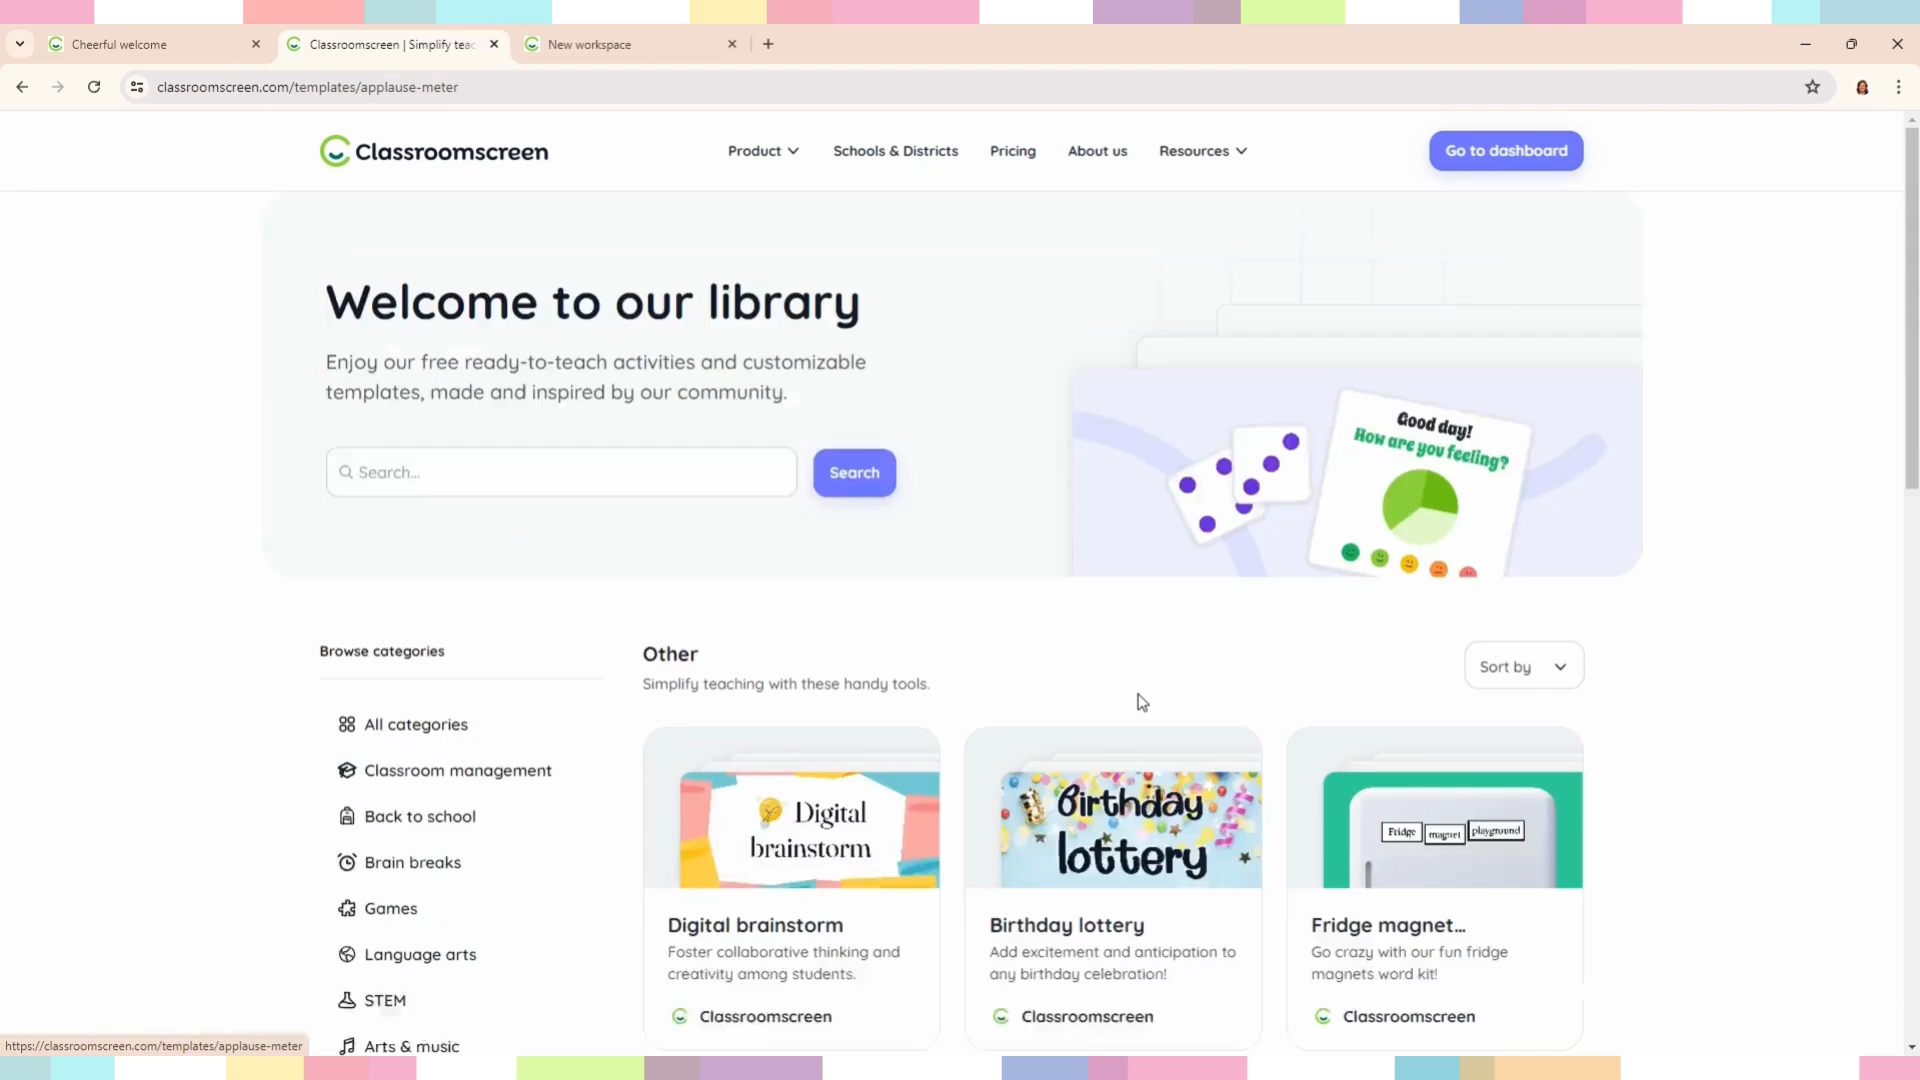 Cheerful welcome
Classroomscreen | Simplify teac
New workspace
classroomscreen.com/templates/applause-meter
Classroomscreen
Product
Schools & Districts
Pricing
About us
Resources
Go to dashboard
Welcome to our library
Enjoy our free ready-to-teach activities and customizable
templates, made and inspired by our community.
Search...
Search
Good day!
How are you feeling?
Browse categories
All categories
Classroom management
Back to school
Brain breaks
Games
Language arts
STEM
Arts & music
Other
Simplify teaching with these handy tools.
Sort by
Digital
brainstorm
Digital brainstorm
Foster collaborative thinking and
creativity among students.
Classroomscreen
Birthday
lottery
Birthday lottery
Add excitement and anticipation to
any birthday celebration!
Classroomscreen
Fridge magnet playground
Fridge magnet...
Go crazy with our fun fridge
magnets word kit!
Classroomscreen
https://classroomscreen.com/templates/applause-meter